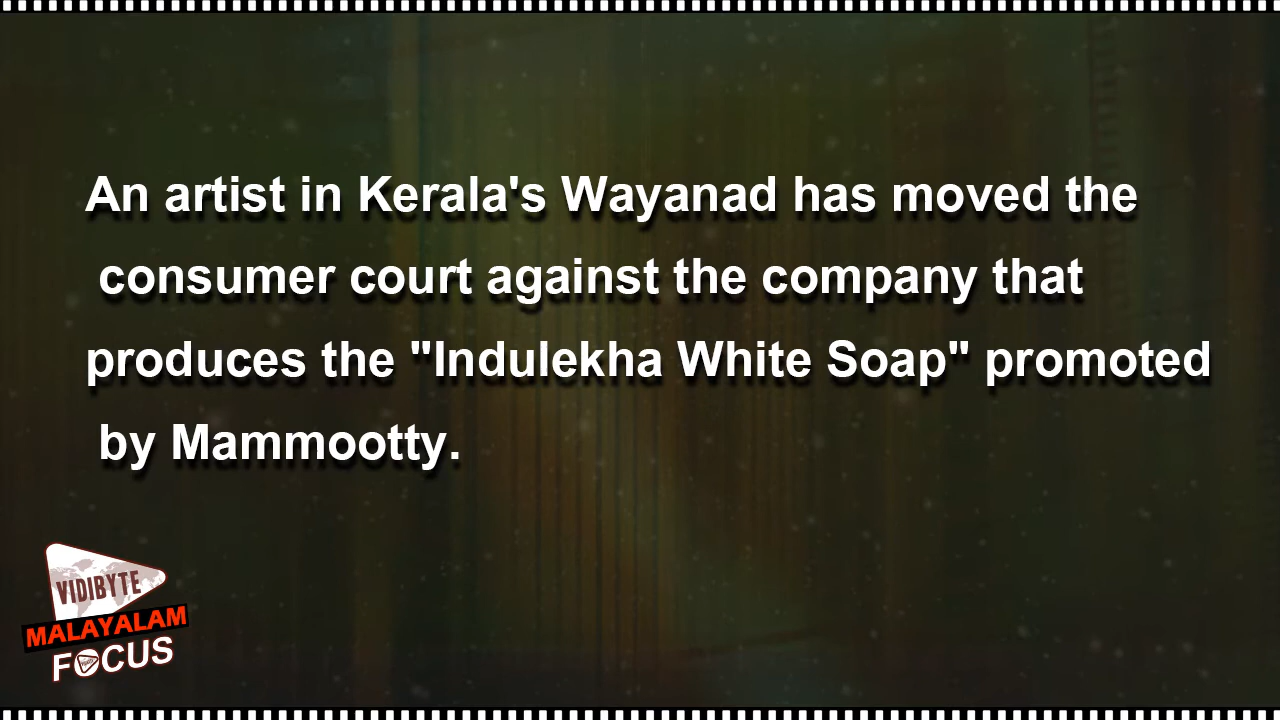 An artist in Kerala's Wayanad has moved the
consumer court against the company that
produces the "Indulekha White Soap" promoted
by Mammootty.
VIDIBYTE
MALAYALAM
FOCUS